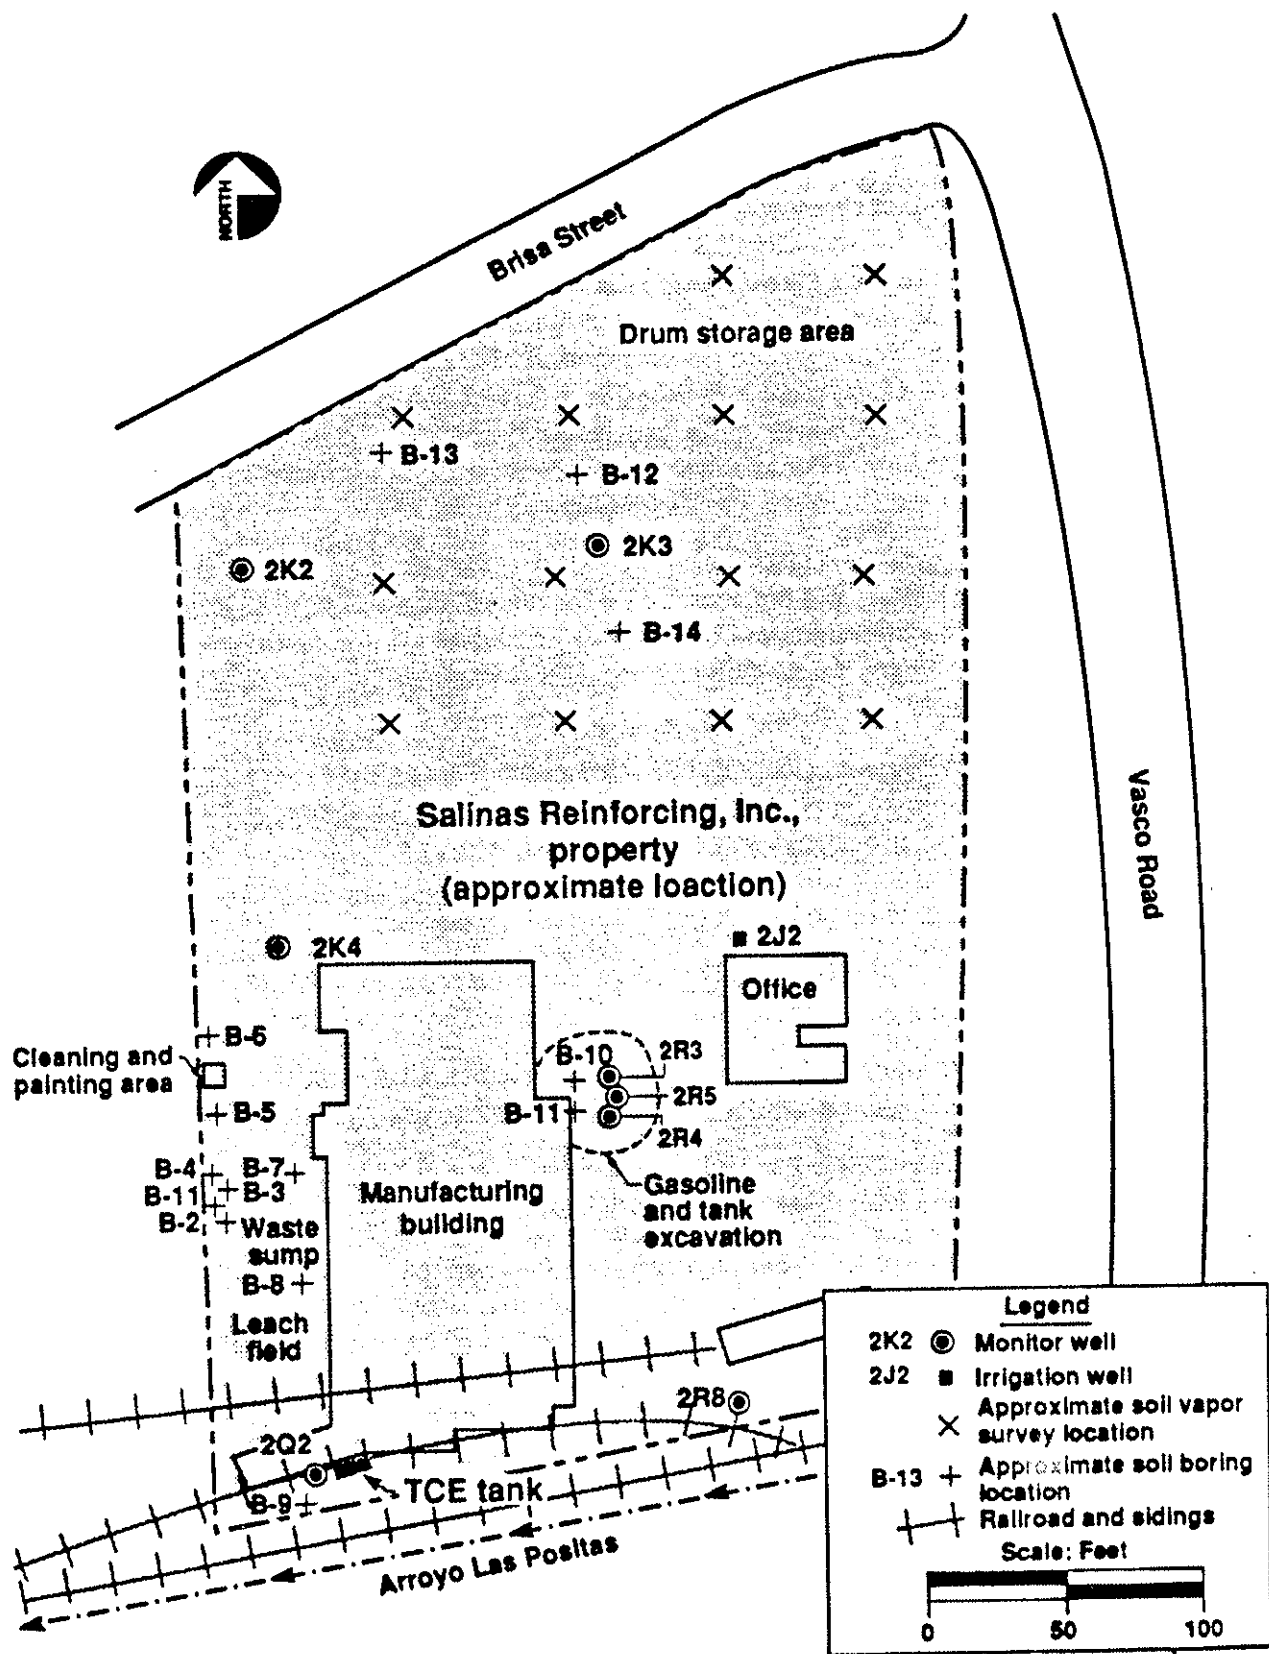 NORTH
Brisa Street
Drum storage area
B-13
B-12
2K3
2K2
B-14
Vasco Road
Salinas Reinforcing, Inc.,
property
(approximate loaction)
2K4
2J2
Office
B-6
Cleaning and
painting area
B-5
B-10
2R3
2R5
B-11
2R4
B-4
B-7
B-3
B-11
B-2
Waste
sump
Manufacturing
building
Gasoline
and tank
excavation
B-8
Leach
field
2R8
2Q2
TCE tank
B-9
Arroyo Las Positas
Legend
2K2 Monitor well
2J2 Irrigation well
Approximate soil vapor
survey location
B-13 Approximate soil boring
location
Railroad and sidings
Scale: Feet
0 50 100